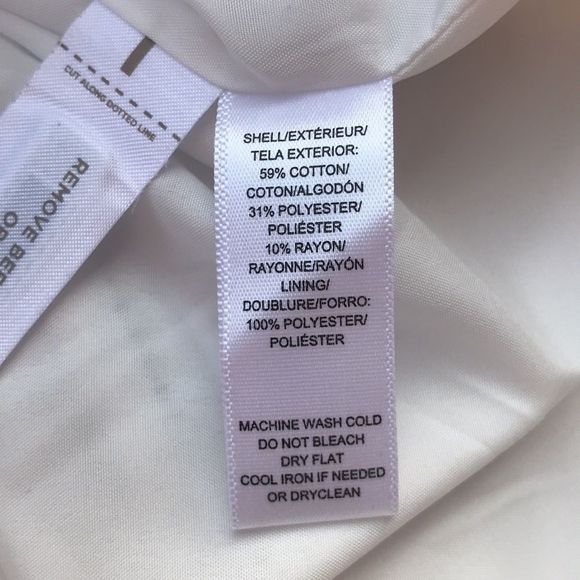 CUT ALONG DOTTED LINE
REMOVE
SHELL/EXTÉRIEUR/
TELA EXTERIOR:
59% COTTON/
COTON/ALGODÓN
31% POLYESTER/
POLIÉSTER
10% RAYON/
RAYONNE/RAYÓN
LINING/
DOUBLURE/FORRO:
100% POLYESTER/
POLIÉSTER
MACHINE WASH COLD
DO NOT BLEACH
DRY FLAT
COOL IRON IF NEEDED
OR DRYCLEAN